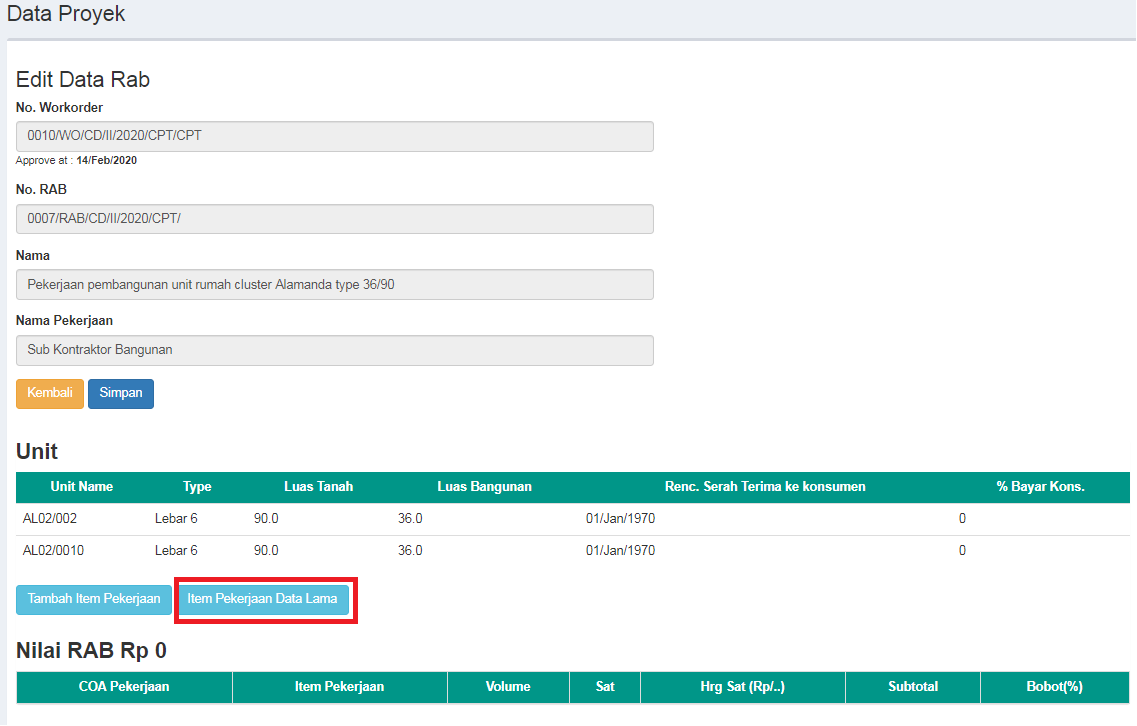 Data Proyek
Edit Data Rab
No. Workorder
0010/WO/CD/II/2020/CPT/CPT
Approve at : 14/Feb/2020
No. RAB
0007/RAB/CD/II/2020/CPT/
Nama
Pekerjaan pembangunan unit rumah cluster Alamanda type 36/90
Nama Pekerjaan
Sub Kontraktor Bangunan
Kembali Simpan
Unit
Unit Name Type Luas Tanah Luas Bangunan Renc. Serah Terima ke konsumen % Bayar Kons.
AL02/002 Lebar 6 90.0 36.0 01/Jan/1970 0
AL02/0010 Lebar 6 90.0 36.0 01/Jan/1970 0
Tambah Item Pekerjaan Item Pekerjaan Data Lama
Nilai RAB Rp 0
COA Pekerjaan Item Pekerjaan Volume Sat Hrg Sat (Rp/..) Subtotal Bobot(%)